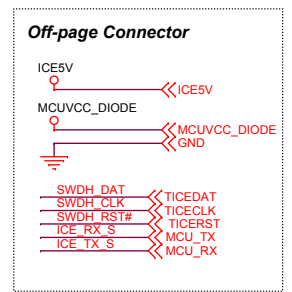 Off-page Connector
ICE5V
ICE5V
MCUVCC_DIODE
MCUVCC_DIODE
GND
SWDH_DAT TICEDAT
SWDH_CLK TICECLK
SWDH_RST# TICERST
ICE_RX_S MCU_TX
ICE_TX_S MCU_RX